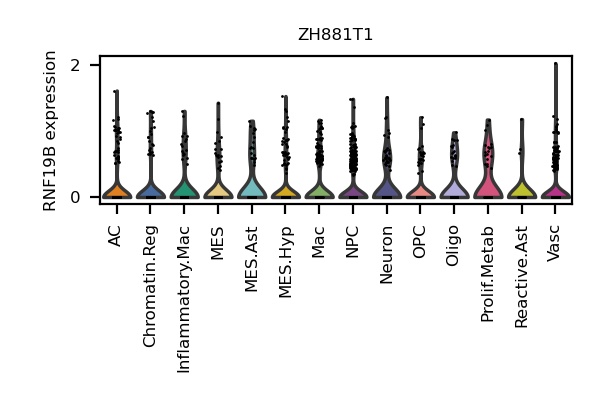 ZH881T1
RNF19B expression
2
0
AC
Chromatin.Reg
Inflammatory.Mac
MES
MES.Ast
MES.Hyp
Mac
NPC
Neuron
OPC
Oligo
Prolif.Metab
Reactive.Ast
Vasc